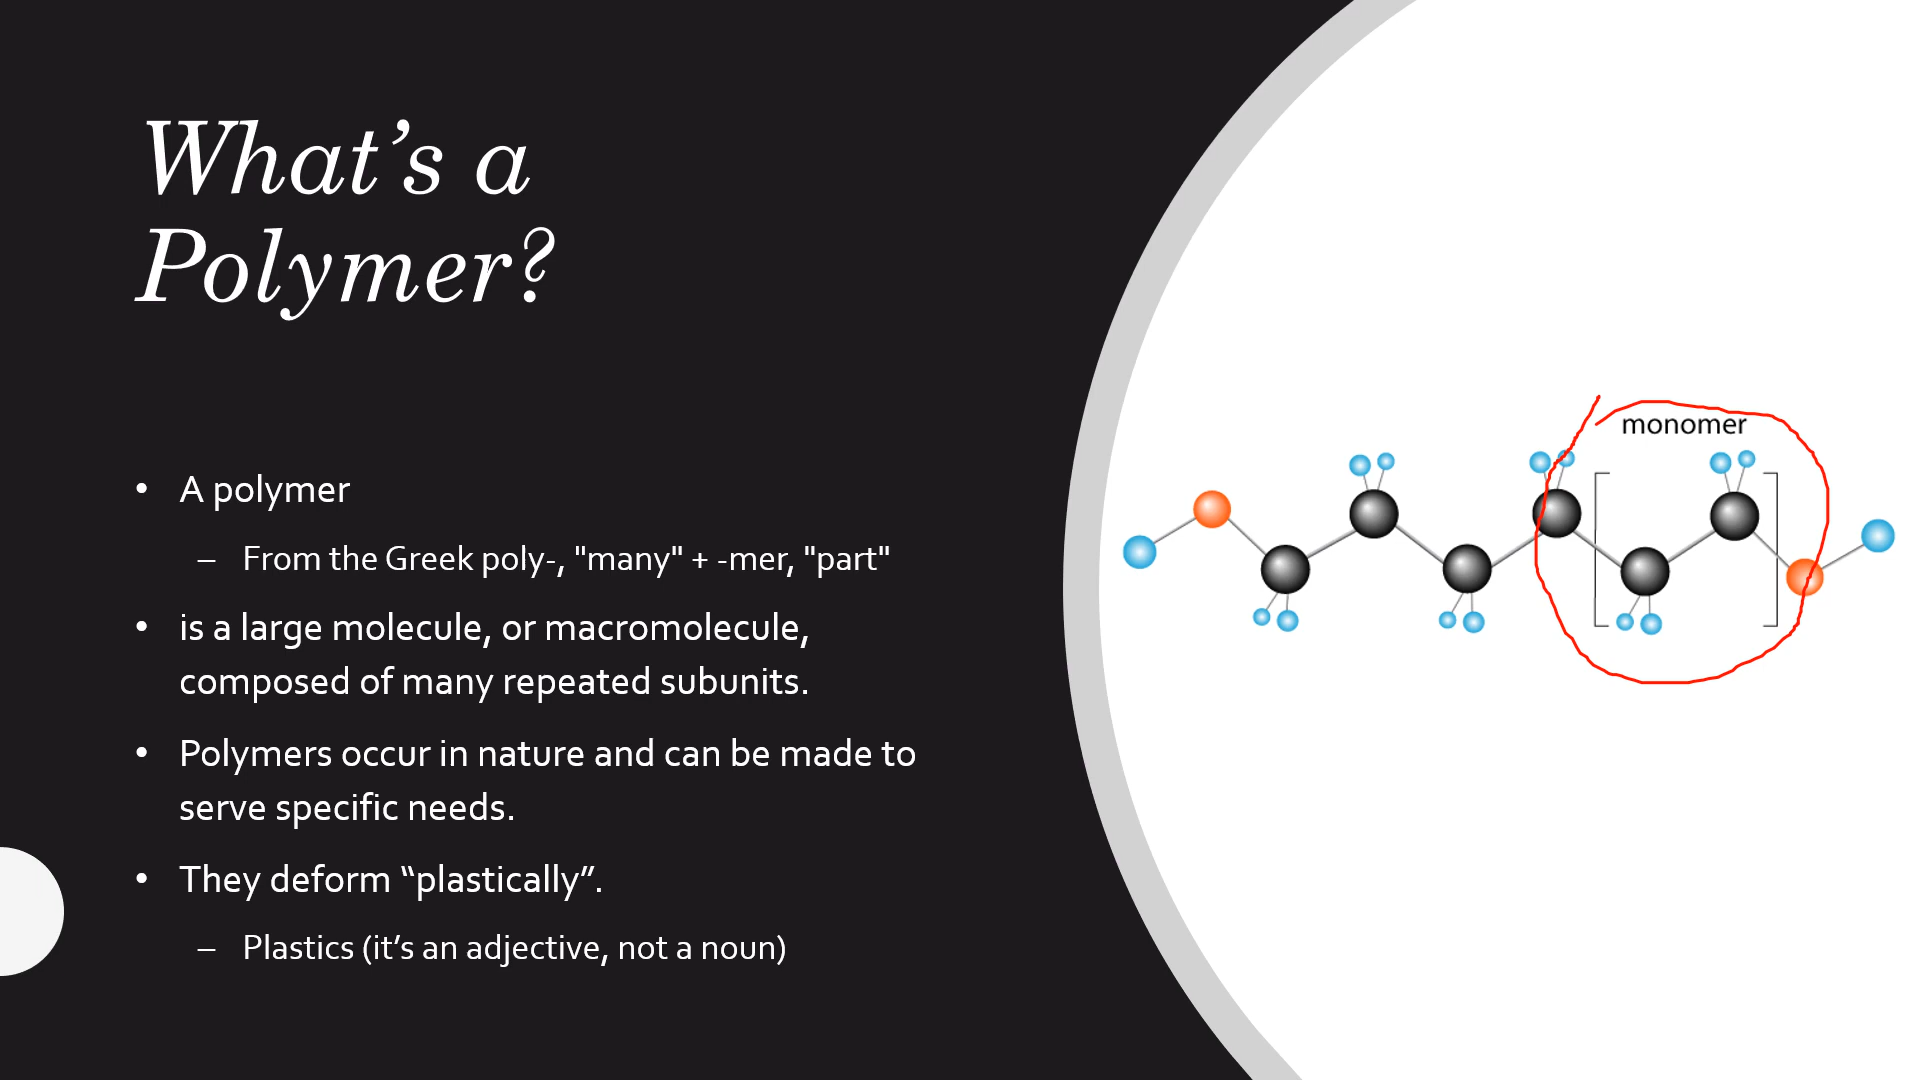 What’s a
Polymer?
• A polymer
– From the Greek poly-, "many" + -mer, "part"
• is a large molecule, or macromolecule,
composed of many repeated subunits.
• Polymers occur in nature and can be made to
serve specific needs.
• They deform “plastically”.
– Plastics (it’s an adjective, not a noun)
monomer